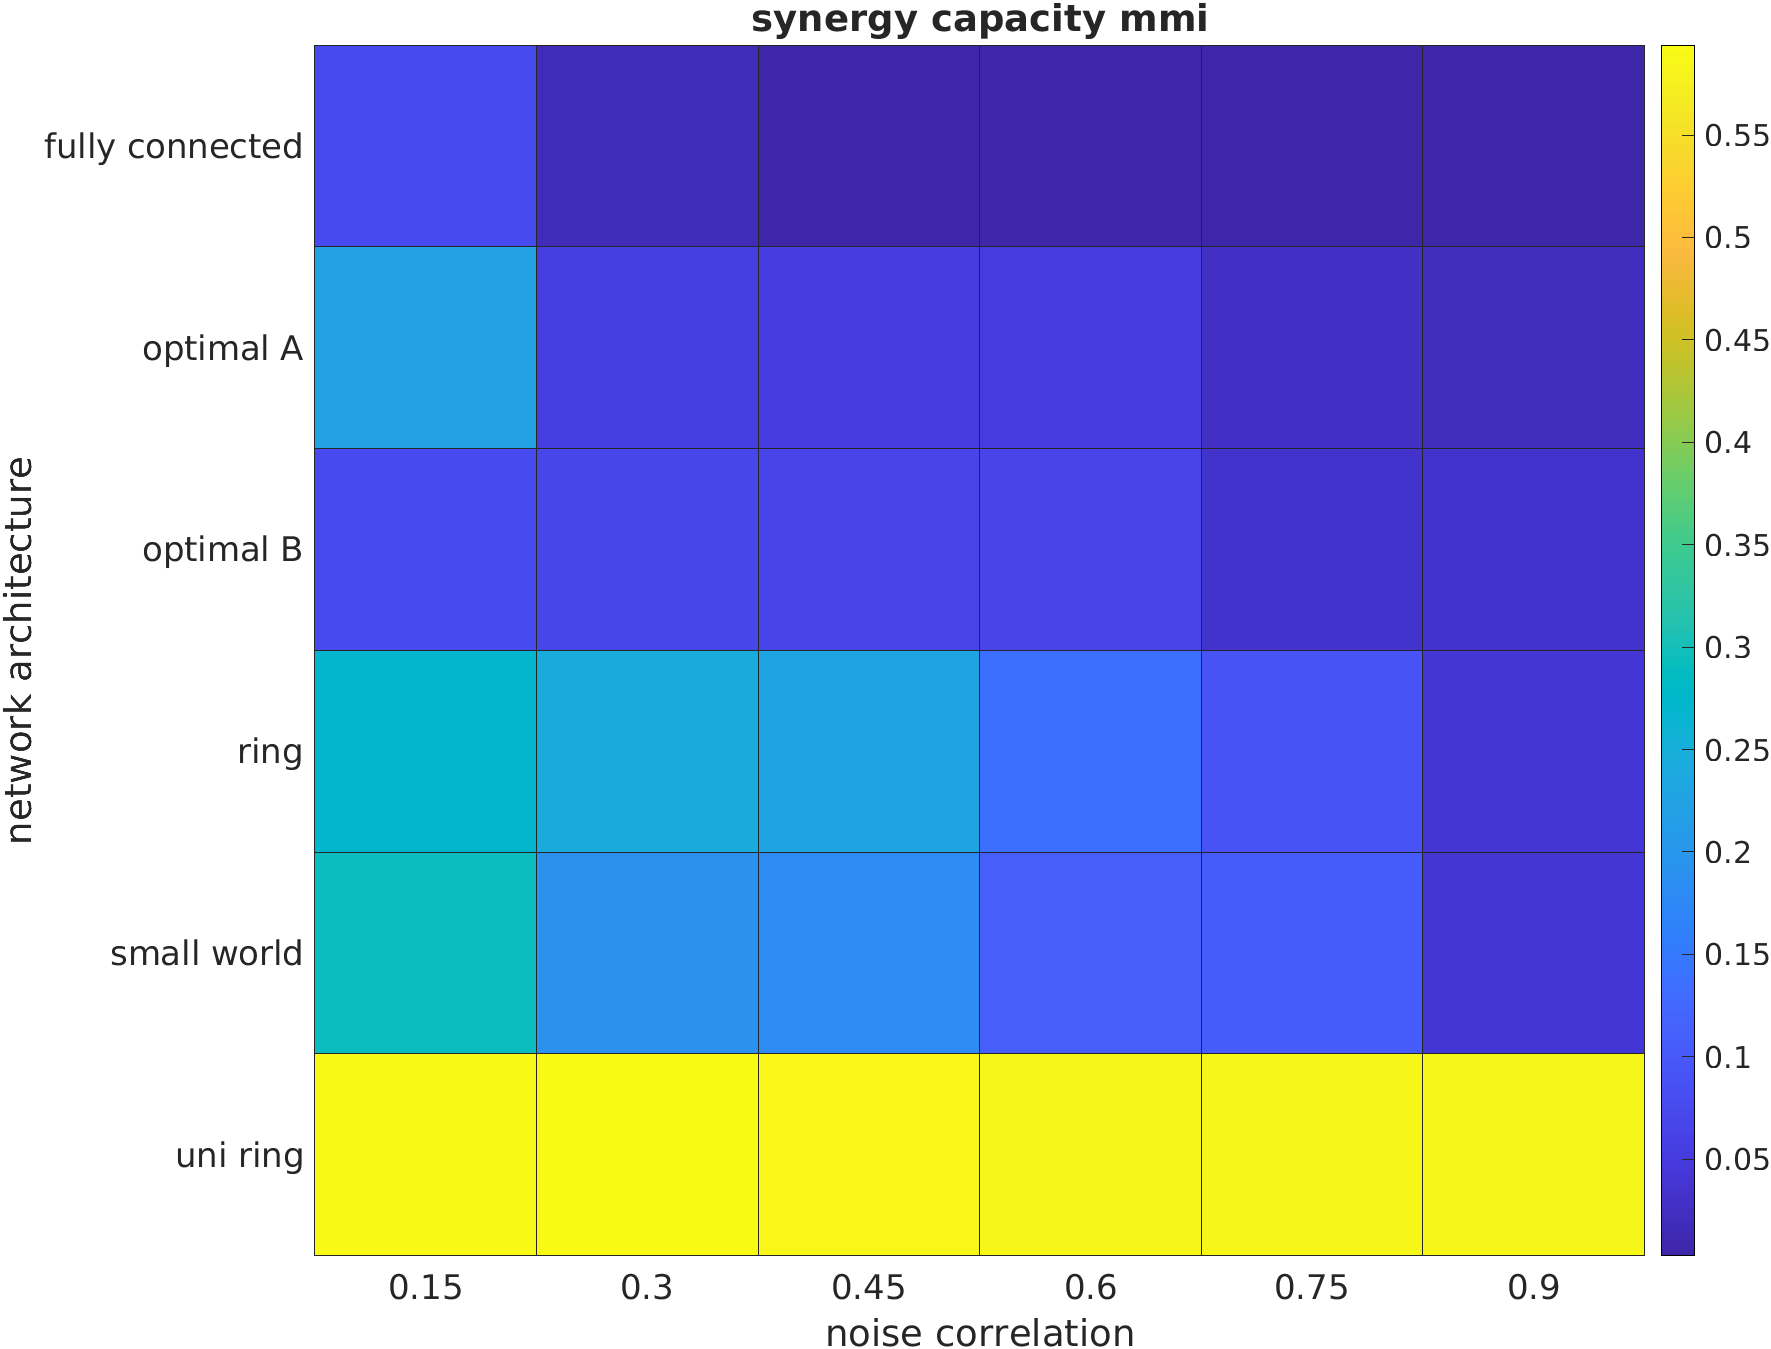 synergy capacity mmi
network architecture
fully connected
optimal A
optimal B
ring
small world
uni ring
0.15 0.3 0.45 0.6 0.75 0.9
noise correlation
0.55
0.5
0.45
0.4
0.35
0.3
0.25
0.2
0.15
0.1
0.05